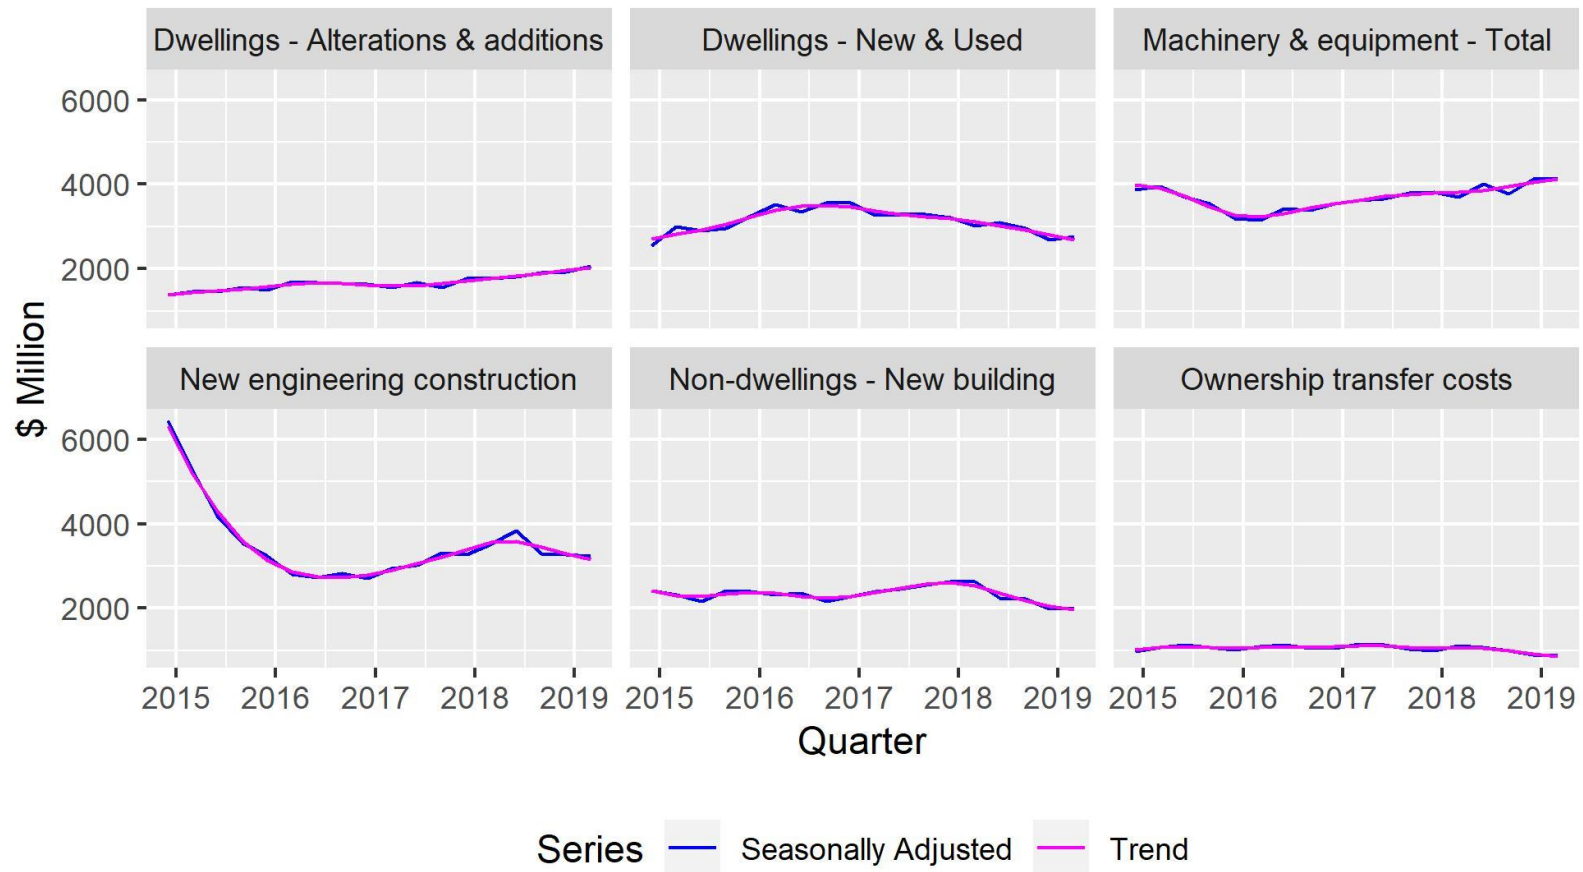 Dwellings - Alterations & additions
Dwellings - New & Used
Machinery & equipment - Total
6000
4000
2000
$ Million
New engineering construction
Non-dwellings - New building
Ownership transfer costs
6000
4000
2000
2015 2016 2017 2018 2019
2015 2016 2017 2018 2019
2015 2016 2017 2018 2019
Quarter
Series Seasonally Adjusted Trend